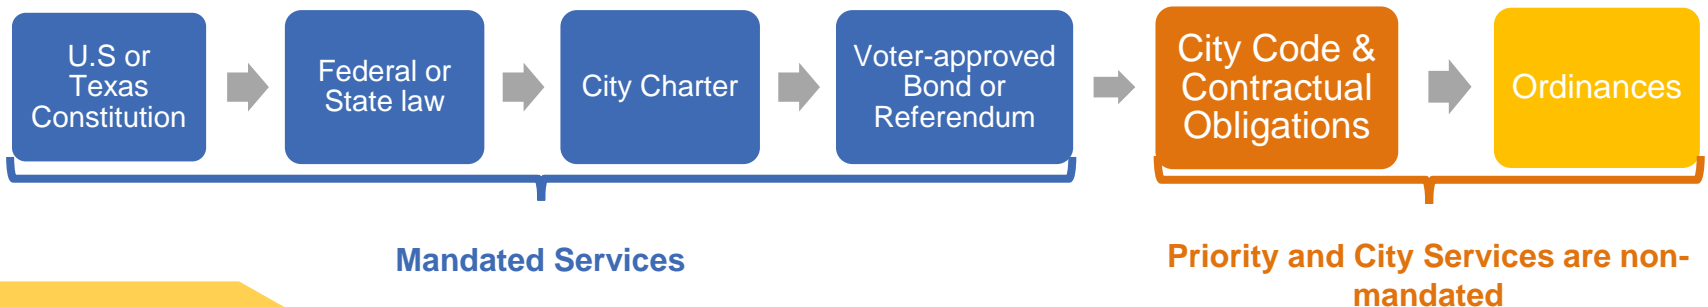 U.S or
Texas
Constitution
Federal or
State law
City Charter
Voter-approved
Bond or
Referendum
City Code &
Contractual
Obligations
Ordinances
Mandated Services
Priority and City Services are non-
mandated